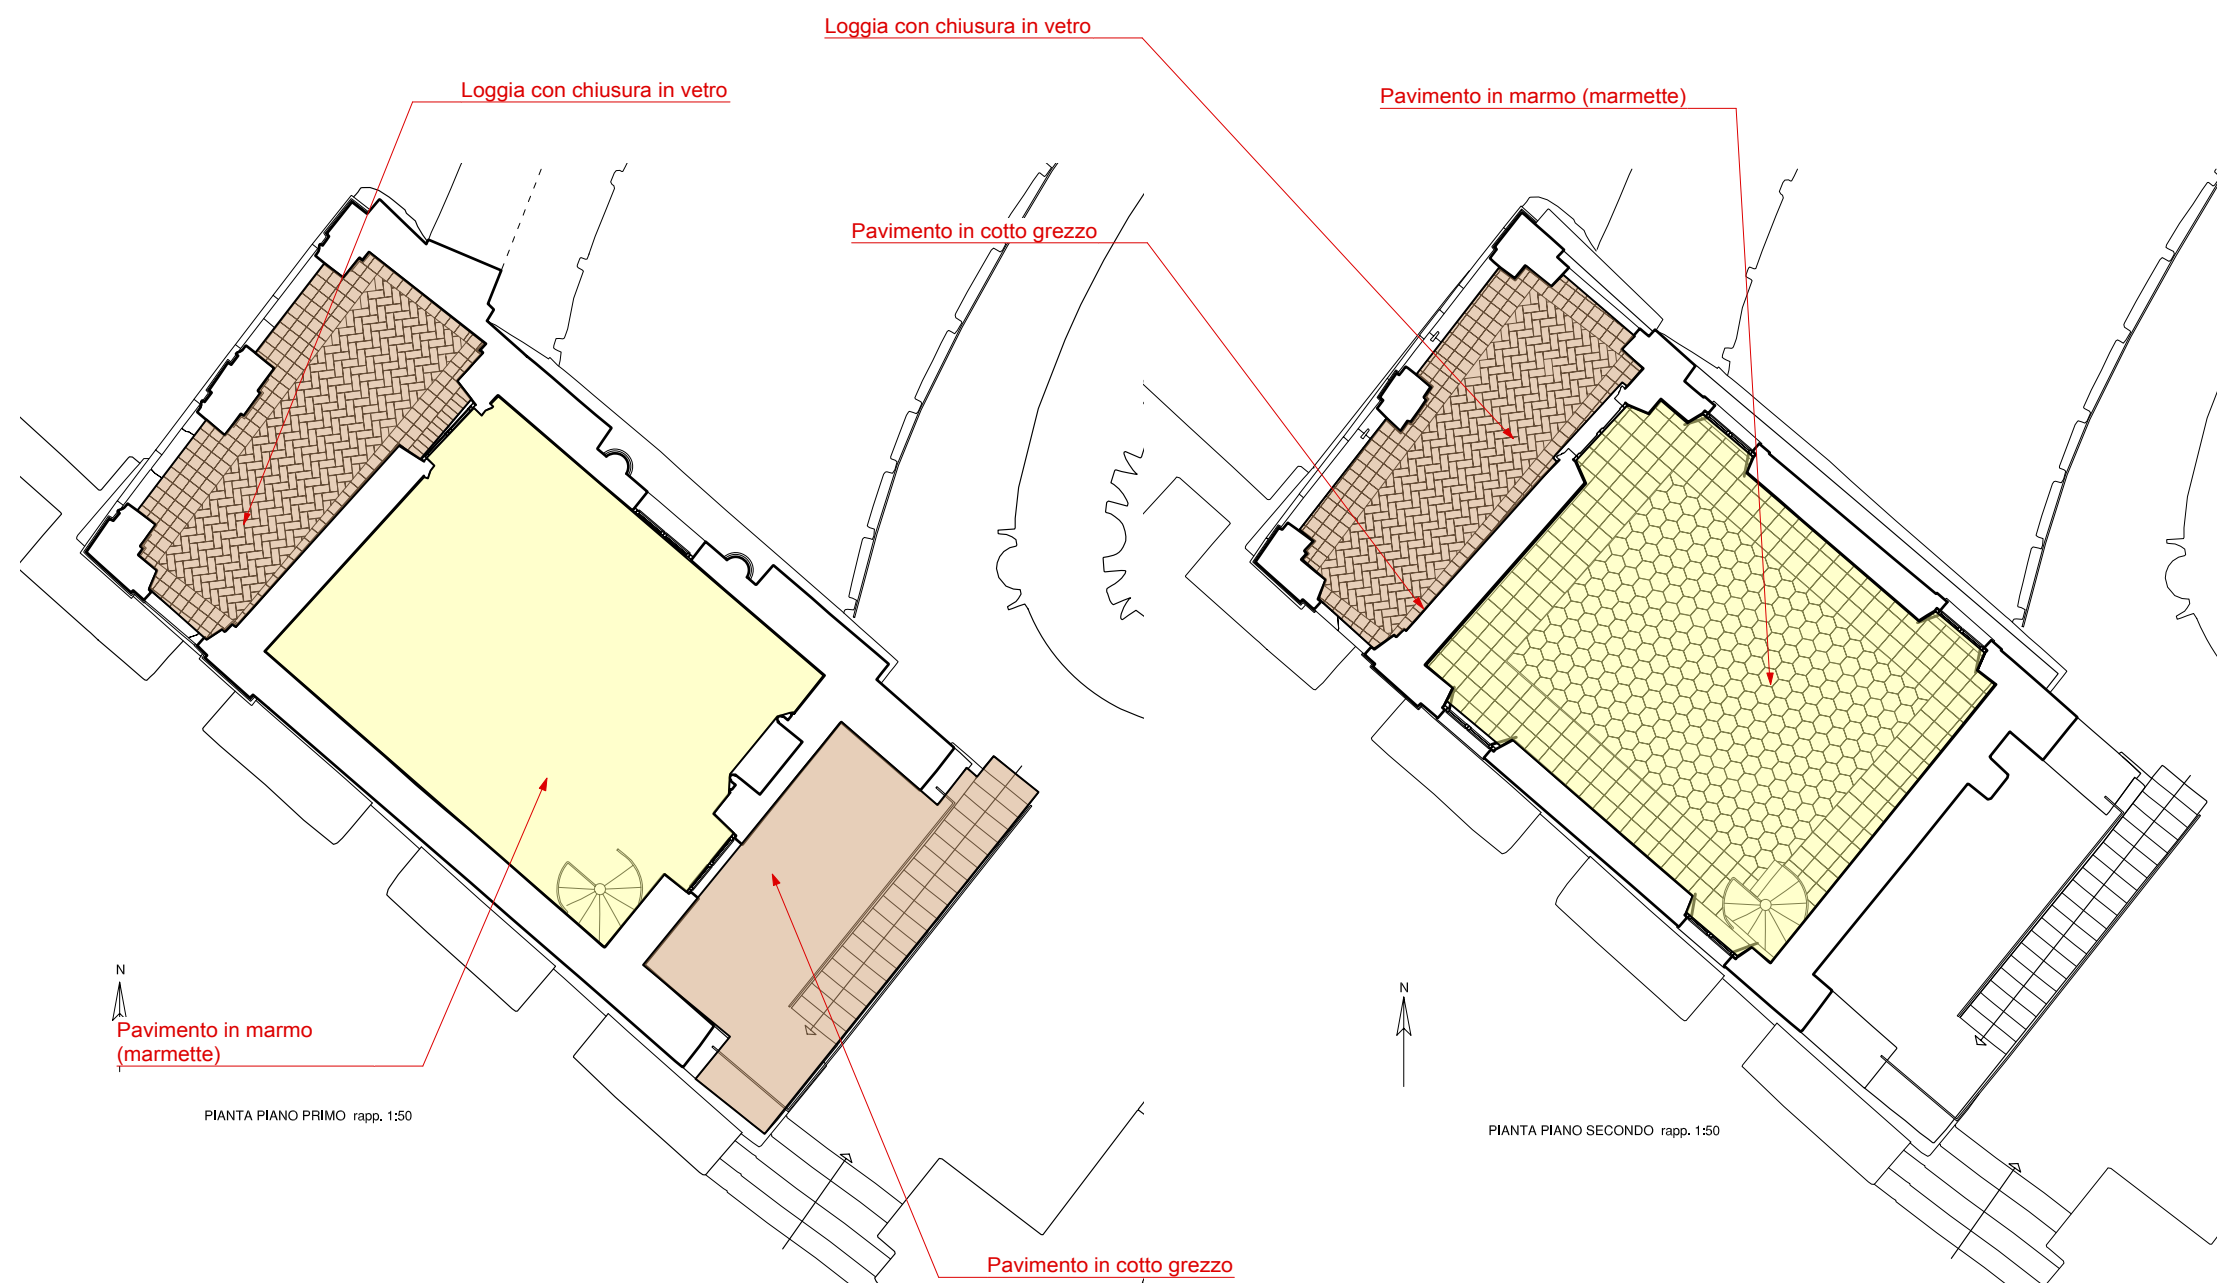 Loggia con chiusura in vetro
Loggia con chiusura in vetro
Pavimento in marmo (marmette)
Pavimento in cotto grezzo
N
Pavimento in marmo
(marmette)
N
PIANTA PIANO PRIMO rapp. 1:50
PIANTA PIANO SECONDO rapp. 1:50
Pavimento in cotto grezzo